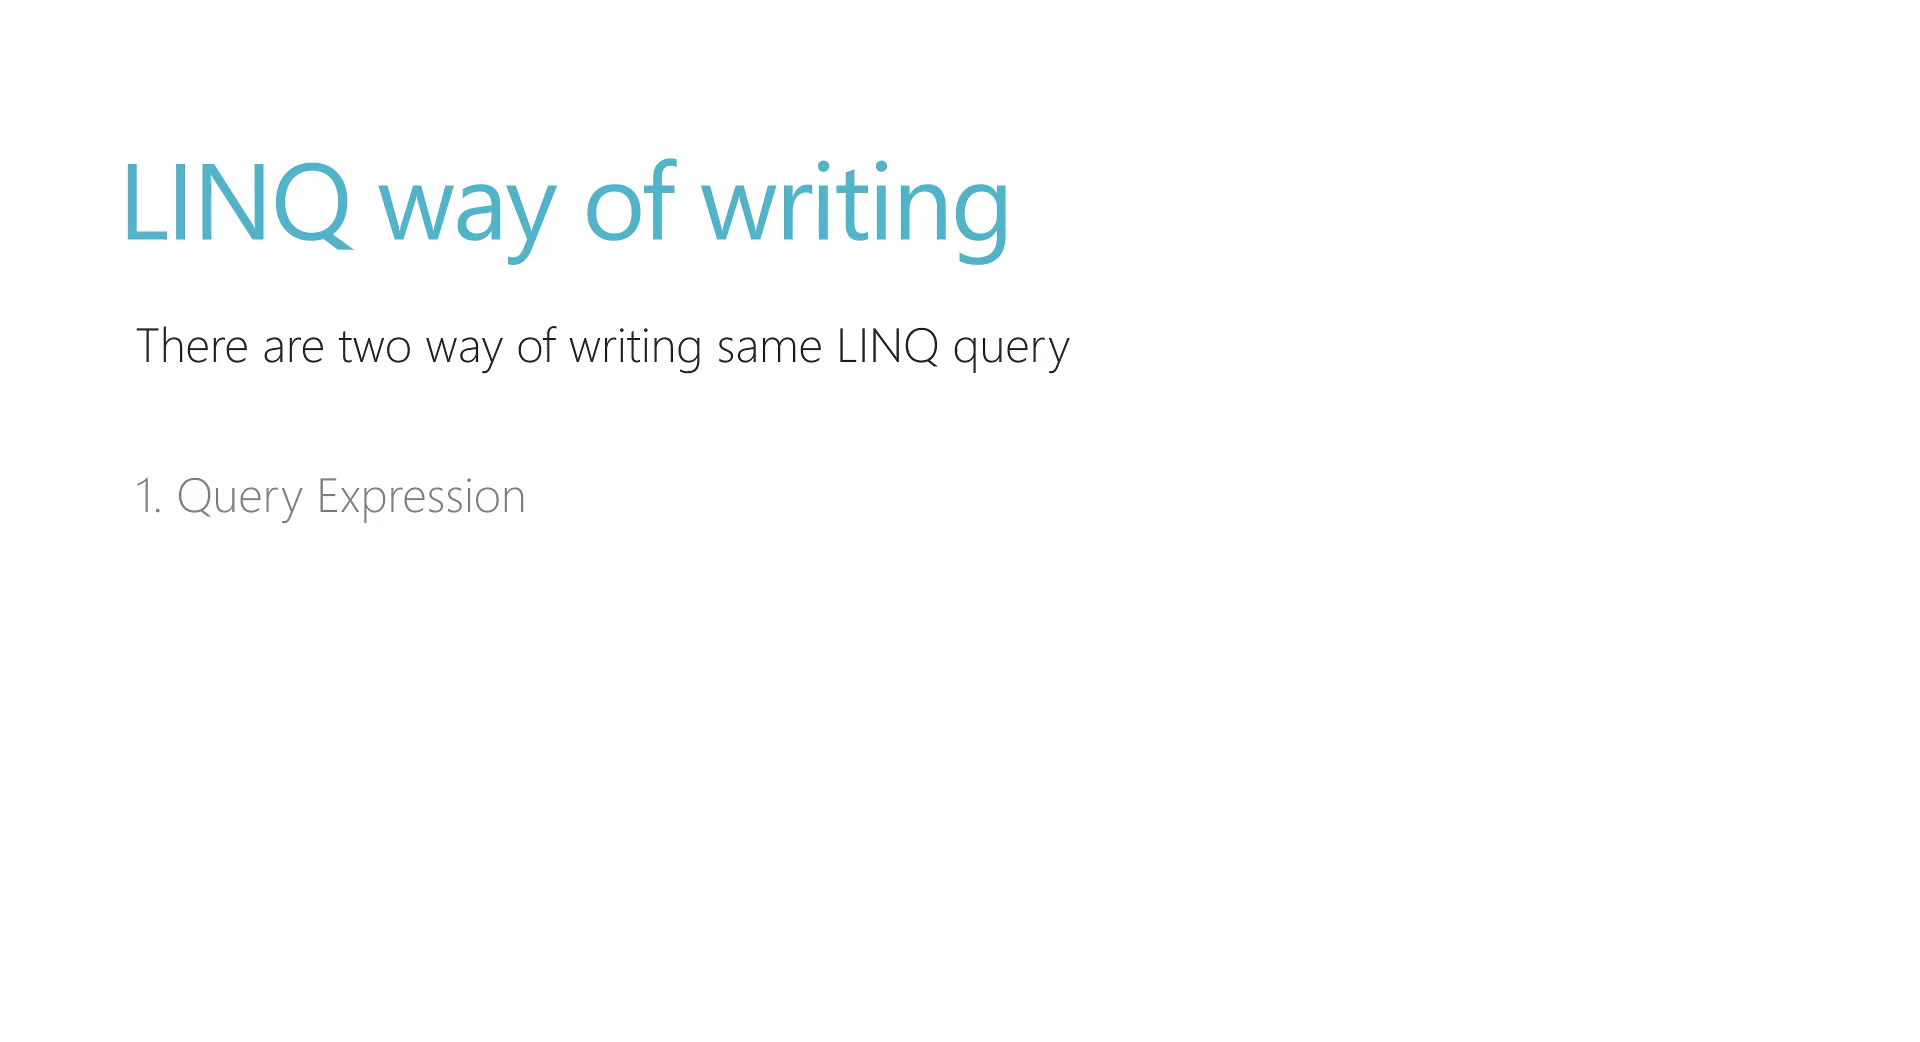 LINQ way of writing
There are two way of writing same LINQ query
1. Query Expression